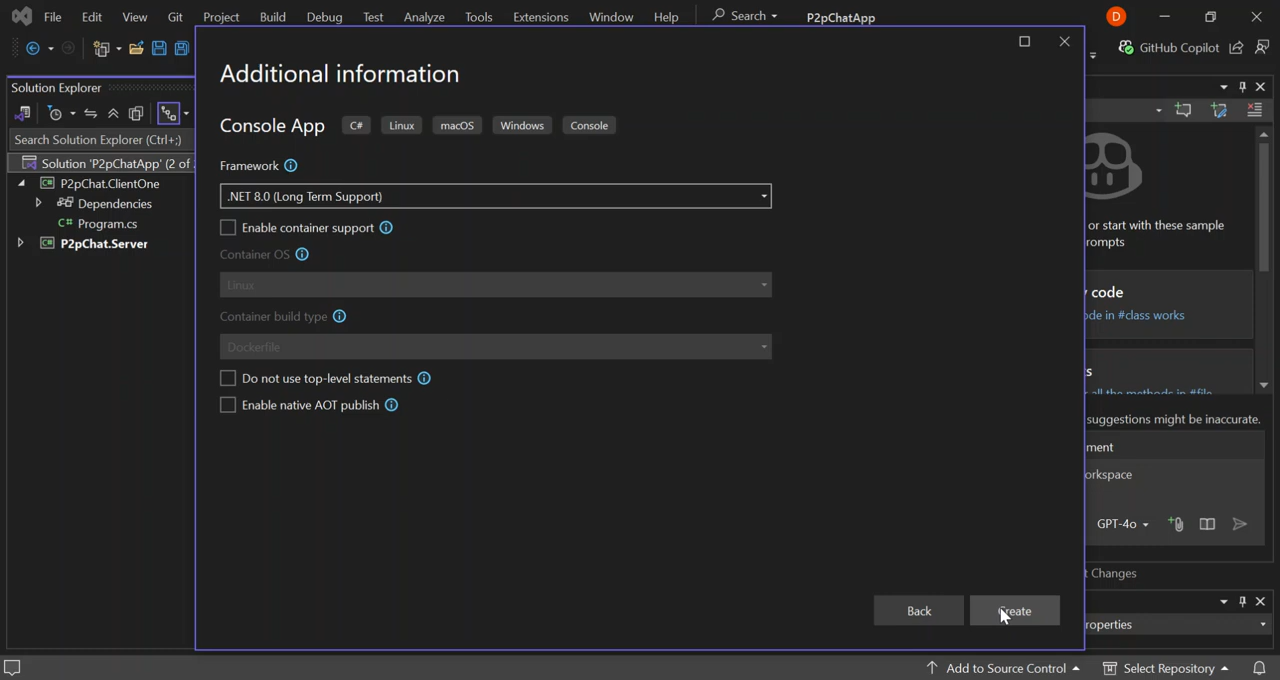 File Edit View Git Project Build Debug Test Analyze Tools Extensions Window Help Search P2pChatApp D
GitHub Copilot
Solution Explorer
Search Solution Explorer (Ctrl+;)
Solution 'P2pChatApp' (2 of
P2pChat.ClientOne
Dependencies
C# Program.cs
P2pChat.Server
Additional information
Console App C# Linux macOS Windows Console
Framework
.NET 8.0 (Long Term Support)
Enable container support
Container OS
Linux
Container build type
Dockerfile
Do not use top-level statements
Enable native AOT publish
Back Create
or start with these sample
rompts
code
ode in #class works
s
all the methods in #file
suggestions might be inaccurate.
ment
orkspace
GPT-4o
t Changes
roperties
Add to Source Control Select Repository